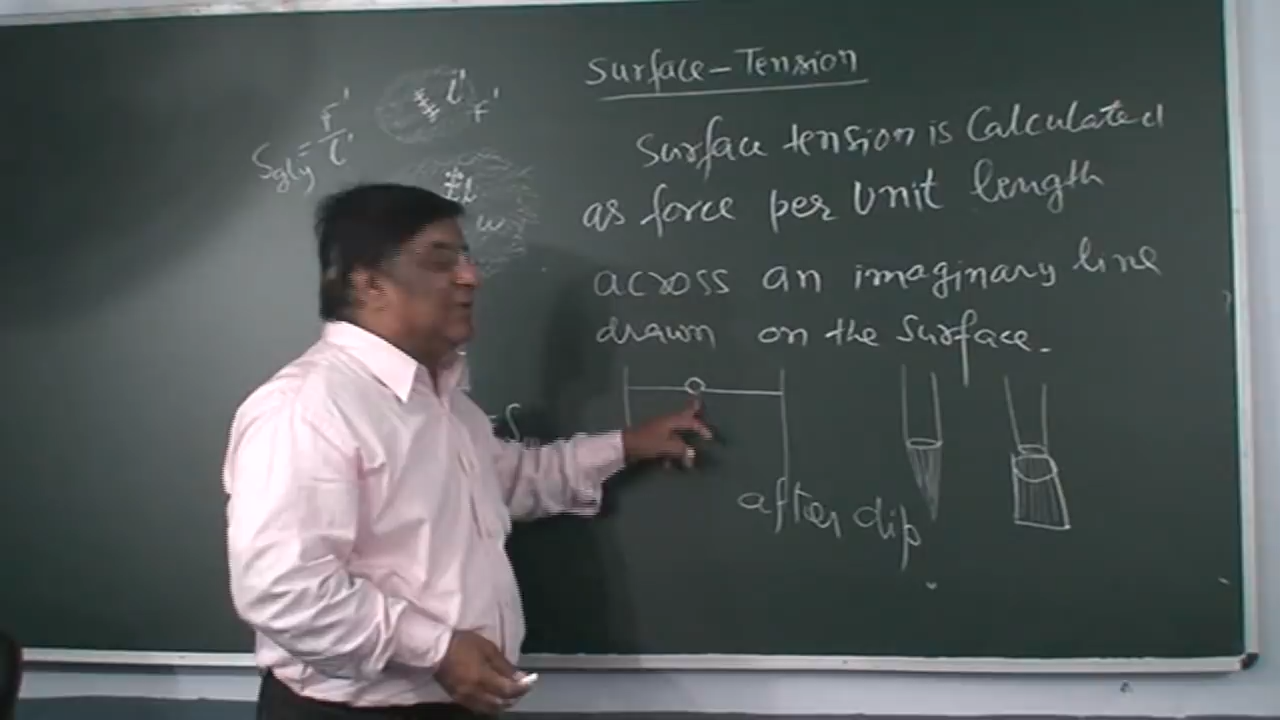 Surface-Tension
Surface tension is Calculated
as force per Unit length
across an imaginary line
drawn on the surface.
after dip
Sgly = F'/l'
l'
F'
l
w